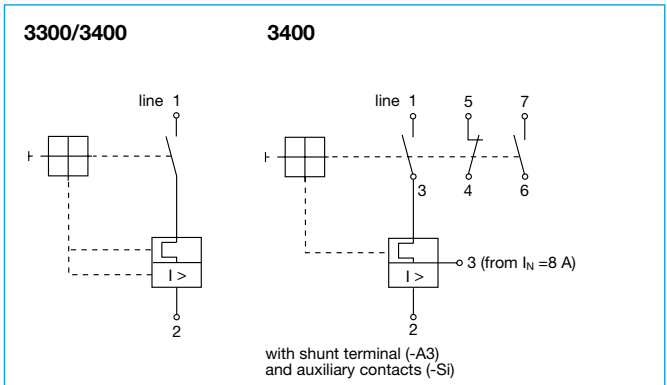 3300/3400
3400
line 1
line 1 5 7
3 4 6
I >
I >
3 (from IN =8 A)
2
2
with shunt terminal (-A3)
and auxiliary contacts (-Si)